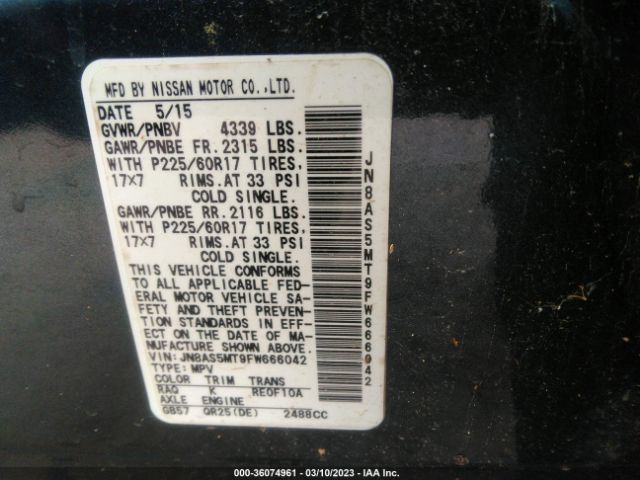 MFD BY NISSAN MOTOR CO.,LTD.
DATE 5/15
GVWR/PNBV 4339 LBS.
GAWR/PNBE FR. 2315 LBS.
WITH P225/60R17 TIRES,
17x7 RIMS.AT 33 PSI
COLD SINGLE.
GAWR/PNBE RR. 2116 LBS.
WITH P225/60R17 TIRES,
17x7 RIMS.AT 33 PSI
COLD SINGLE.
THIS VEHICLE CONFORMS
TO ALL APPLICABLE FED-
ERAL MOTOR VEHICLE SA-
FETY AND THEFT PREVEN-
TION STANDARDS IN EFF-
ECT ON THE DATE OF MA-
NUFACTURE SHOWN ABOVE.
VIN: JN8AS5MT9FW666042
TYPE: MPV
COLOR TRIM TRANS
RAQ K RE0F10A
AXLE ENGINE
GB57 QR25(DE) 2488CC
JN8AS5MT9FW666042
000-36074961 - 03/10/2023 - IAA Inc.